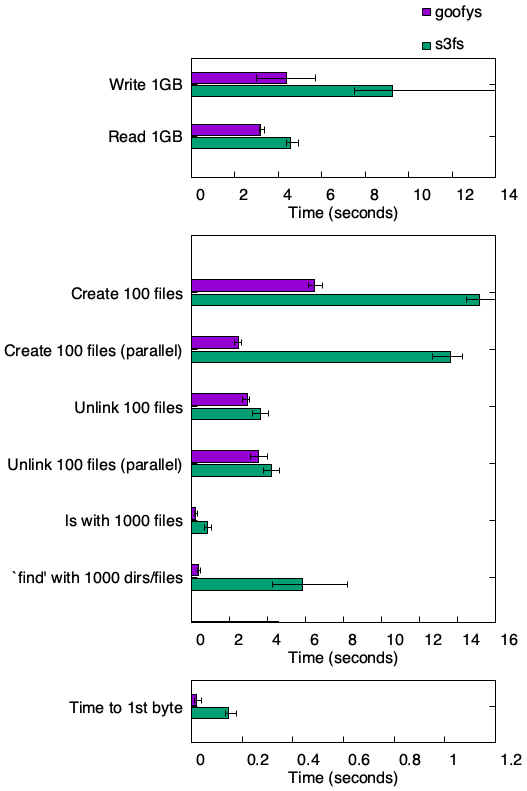 goofys
s3fs
Write 1GB
Read 1GB
0 2 4 6 8 10 12 14
Time (seconds)
Create 100 files
Create 100 files (parallel)
Unlink 100 files
Unlink 100 files (parallel)
ls with 1000 files
`find' with 1000 dirs/files
0 2 4 6 8 10 12 14 16
Time (seconds)
Time to 1st byte
0 0.2 0.4 0.6 0.8 1 1.2
Time (seconds)